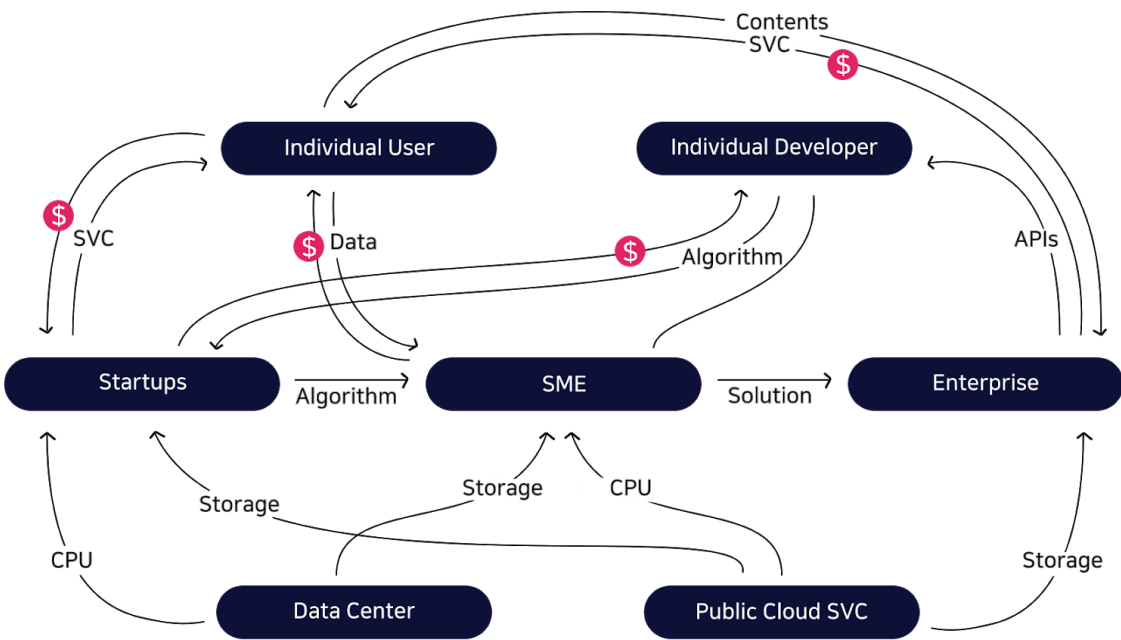 Contents
SVC
$
Individual User
Individual Developer
$
SVC
$
Data
$
Algorithm
APIs
Startups
Algorithm
SME
Solution
Enterprise
Storage
Storage
CPU
CPU
Storage
Data Center
Public Cloud SVC